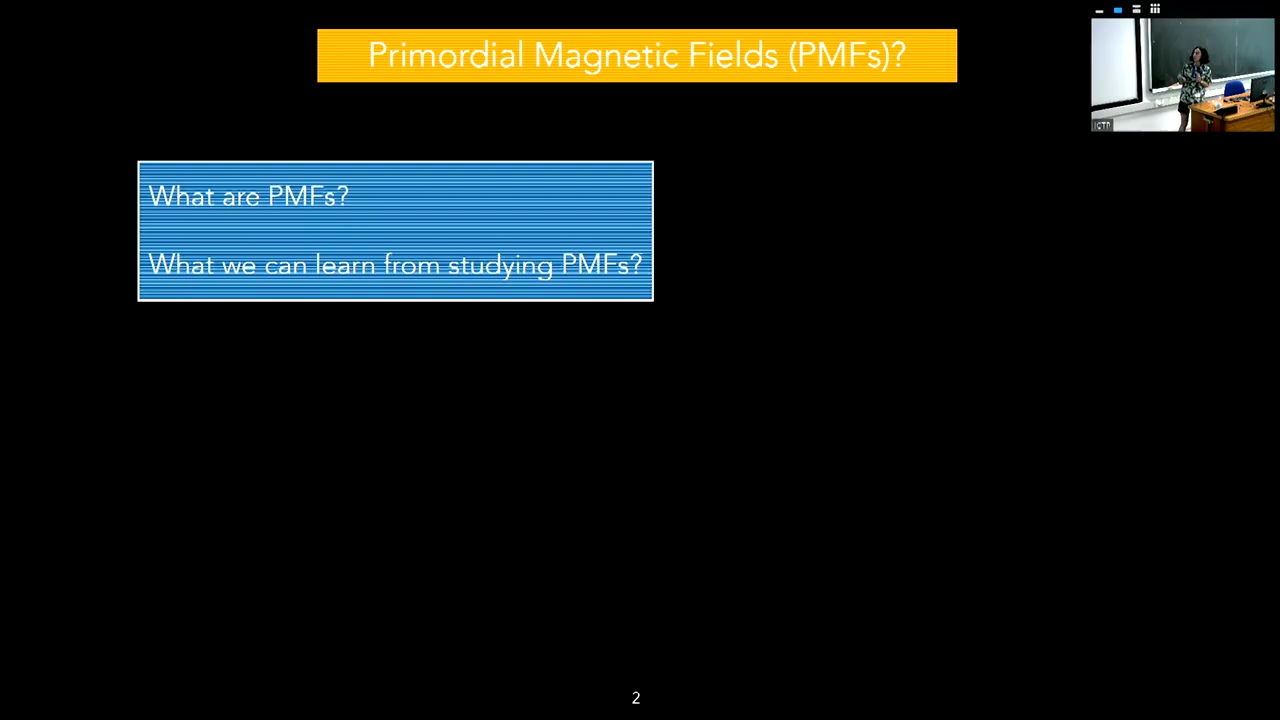 Primordial Magnetic Fields (PMFs)?
What are PMFs?
What we can learn from studying PMFs?
2